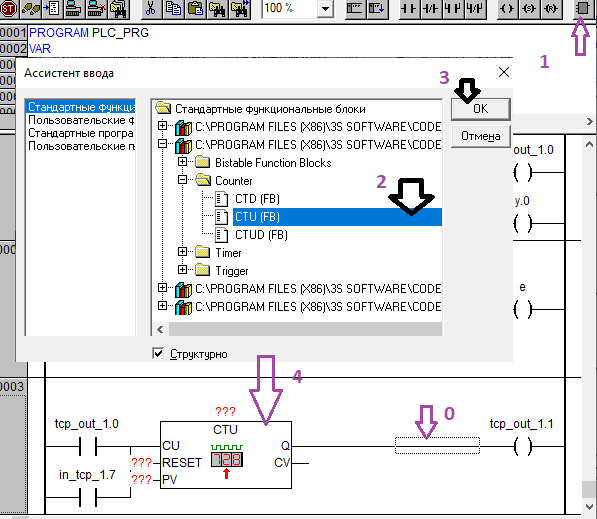 STOP
100 %
0001 PROGRAM PLC_PRG
0002 VAR
1
Ассистент ввода
3
Стандартные функци
Пользовательские ф
Стандартные програ
Пользовательские п
Стандартные функциональные блоки
C:\PROGRAM FILES (X86)\3S SOFTWARE\CODE
C:\PROGRAM FILES (X86)\3S SOFTWARE\CODE
Bistable Function Blocks
Counter
CTD (FB)
2
CTU (FB)
CTUD (FB)
Timer
Trigger
C:\PROGRAM FILES (X86)\3S SOFTWARE\CODE
C:\PROGRAM FILES (X86)\3S SOFTWARE\CODE
OK
Отмена
out_1.0
y.0
e
Структурно
4
0003
???
0
tcp_out_1.0
CTU
tcp_out_1.1
CU
Q
??? RESET
728
CV
in_tcp_1.7
??? PV